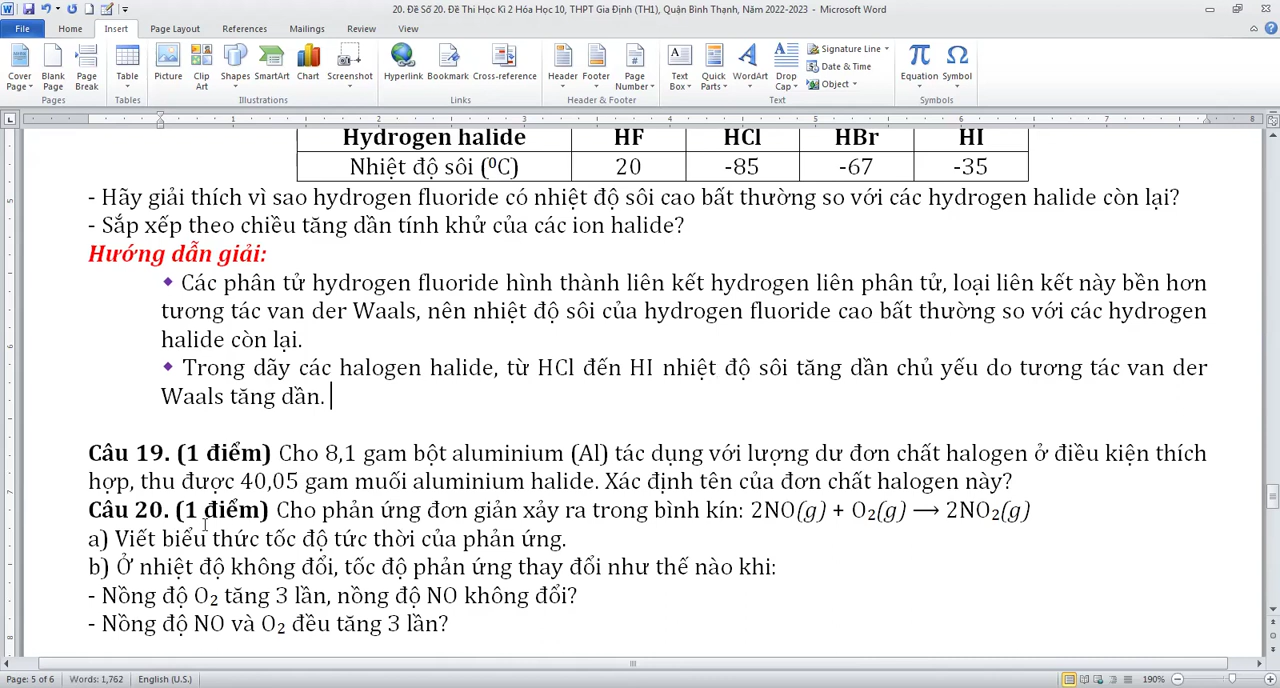 20. Đề Số 20. Đề Thi Học Kì 2 Hóa Học 10, THPT Gia Định (TH1), Quận Bình Thạnh, Năm 2022-2023 - Microsoft Word
File Home Insert Page Layout References Mailings Review View
Cover Page Blank Page Page Break Table Picture Clip Art Shapes SmartArt Chart Screenshot Hyperlink Bookmark Cross-reference Header Footer Page Number Text Box Quick Parts WordArt Drop Cap Signature Line Date & Time Object Equation Symbol
Pages Tables Illustrations Links Header & Footer Text Symbols
1 2 3 4 5 6 7 8
Hydrogen halide HF HCl HBr HI
Nhiệt độ sôi (⁰C) 20 -85 -67 -35
- Hãy giải thích vì sao hydrogen fluoride có nhiệt độ sôi cao bất thường so với các hydrogen halide còn lại?
- Sắp xếp theo chiều tăng dần tính khử của các ion halide?
Hướng dẫn giải:
◆ Các phân tử hydrogen fluoride hình thành liên kết hydrogen liên phân tử, loại liên kết này bền hơn
tương tác van der Waals, nên nhiệt độ sôi của hydrogen fluoride cao bất thường so với các hydrogen
halide còn lại.
◆ Trong dãy các halogen halide, từ HCl đến HI nhiệt độ sôi tăng dần chủ yếu do tương tác van der
Waals tăng dần.
Câu 19. (1 điểm) Cho 8,1 gam bột aluminium (Al) tác dụng với lượng dư đơn chất halogen ở điều kiện thích
hợp, thu được 40,05 gam muối aluminium halide. Xác định tên của đơn chất halogen này?
Câu 20. (1 điểm) Cho phản ứng đơn giản xảy ra trong bình kín: 2NO(g) + O₂(g) ⟶ 2NO₂(g)
a) Viết biểu thức tốc độ tức thời của phản ứng.
b) Ở nhiệt độ không đổi, tốc độ phản ứng thay đổi như thế nào khi:
- Nồng độ O₂ tăng 3 lần, nồng độ NO không đổi?
- Nồng độ NO và O₂ đều tăng 3 lần?
Page: 5 of 6 Words: 1,762 English (U.S.) 190%